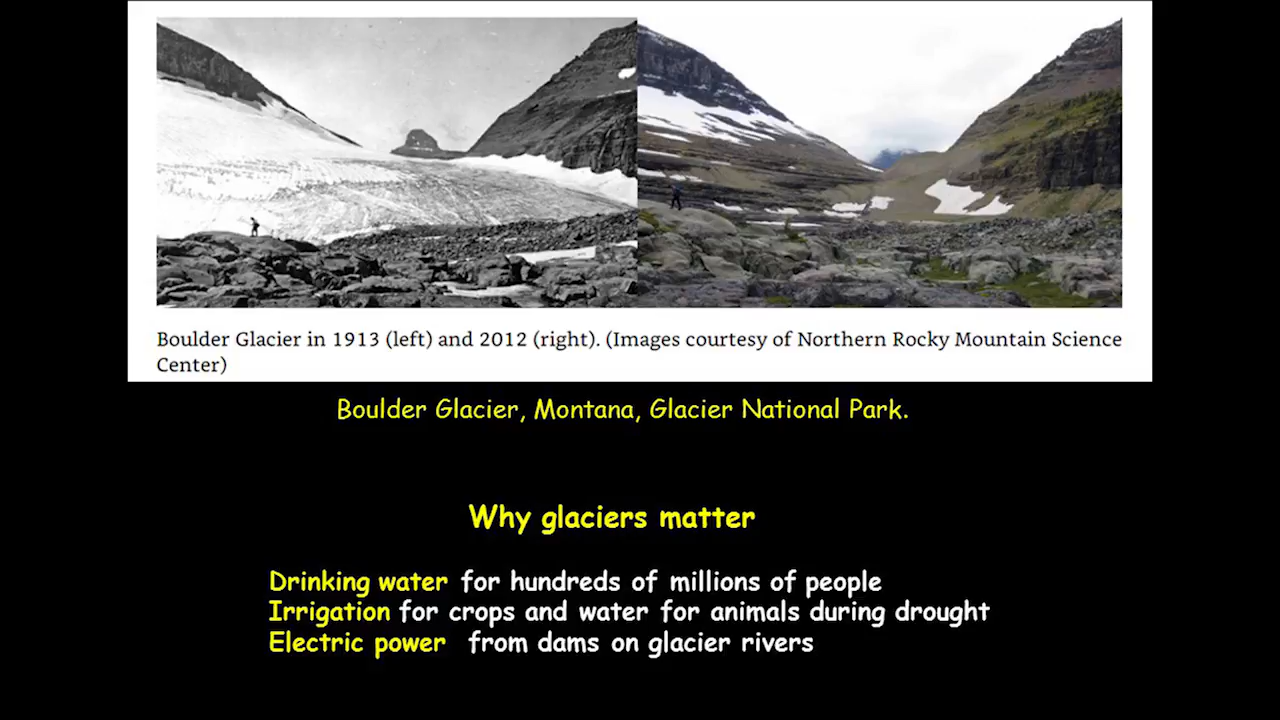 Boulder Glacier in 1913 (left) and 2012 (right). (Images courtesy of Northern Rocky Mountain Science
Center)
Boulder Glacier, Montana, Glacier National Park.
Why glaciers matter
Drinking water for hundreds of millions of people
Irrigation for crops and water for animals during drought
Electric power from dams on glacier rivers